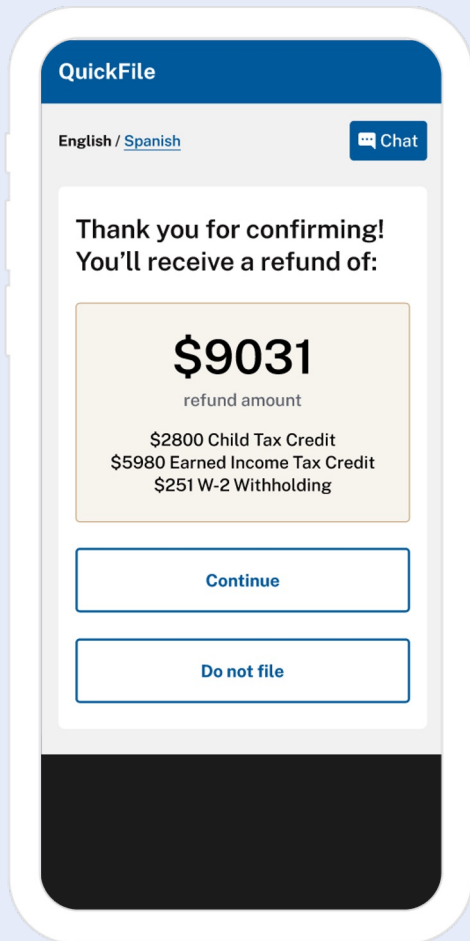 QuickFile
English / Spanish
Chat
Thank you for confirming!
You’ll receive a refund of:
$9031
refund amount
$2800 Child Tax Credit
$5980 Earned Income Tax Credit
$251 W-2 Withholding
Continue
Do not file